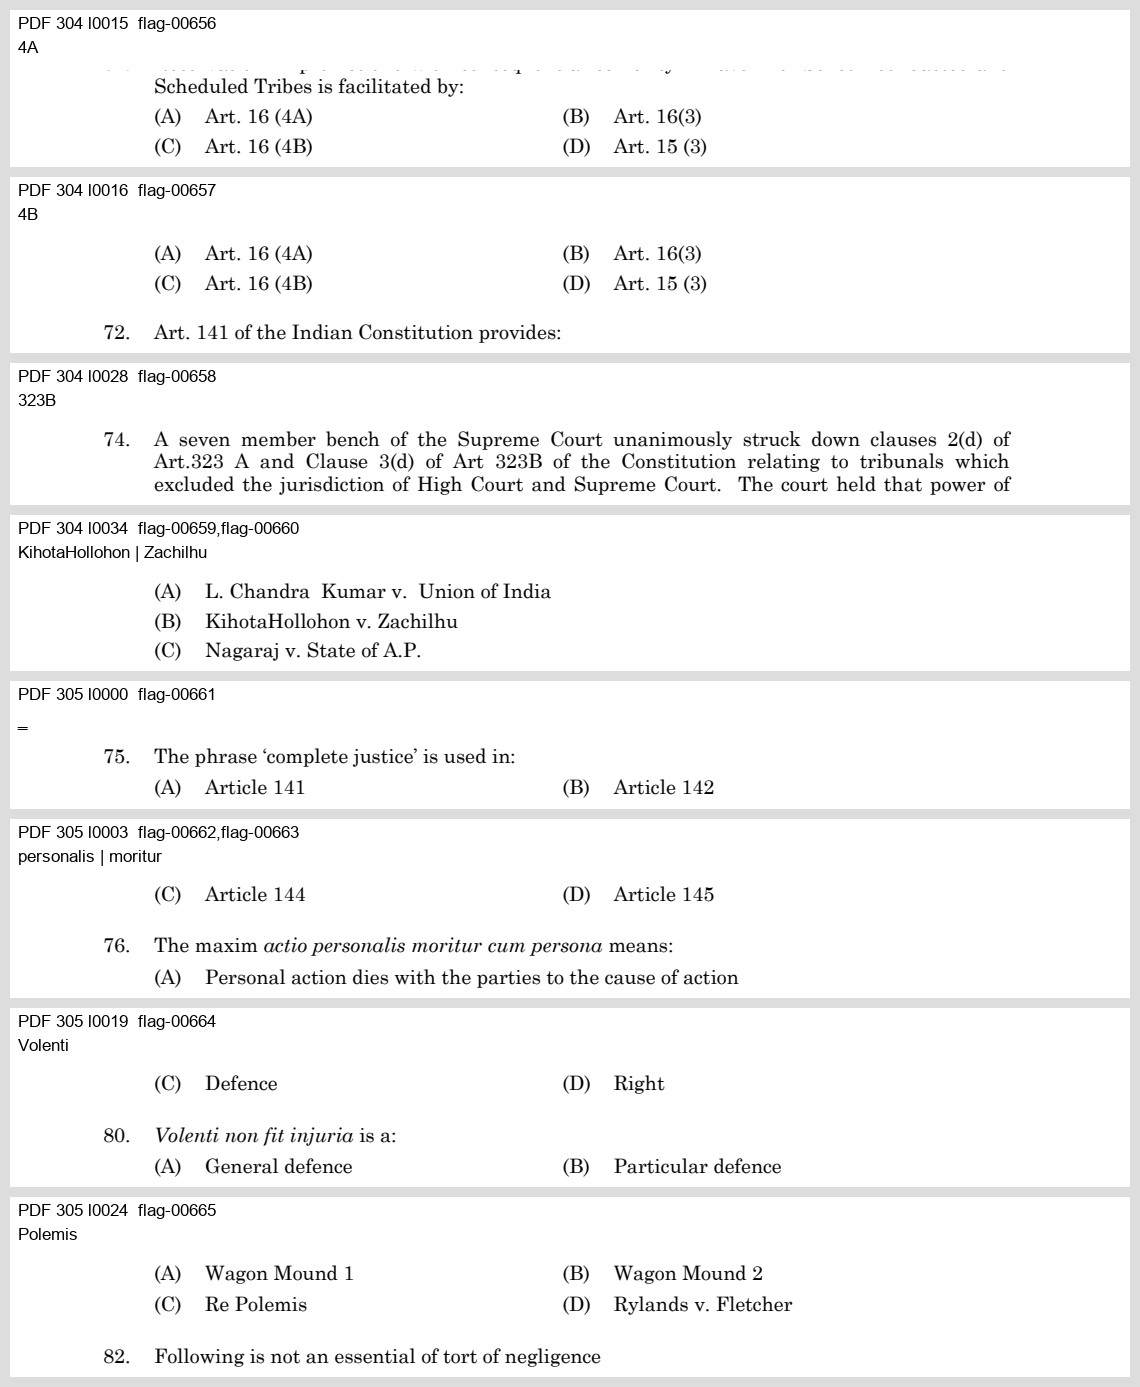 PDF 304 l0015 flag-00656
4A
Scheduled Tribes is facilitated by:
(A) Art. 16 (4A) (B) Art. 16(3)
(C) Art. 16 (4B) (D) Art. 15 (3)
PDF 304 l0016 flag-00657
4B
(A) Art. 16 (4A) (B) Art. 16(3)
(C) Art. 16 (4B) (D) Art. 15 (3)
72. Art. 141 of the Indian Constitution provides:
PDF 304 l0028 flag-00658
323B
74. A seven member bench of the Supreme Court unanimously struck down clauses 2(d) of
Art.323 A and Clause 3(d) of Art 323B of the Constitution relating to tribunals which
excluded the jurisdiction of High Court and Supreme Court. The court held that power of
PDF 304 l0034 flag-00659,flag-00660
KihotaHollohon | Zachilhu
(A) L. Chandra Kumar v. Union of India
(B) KihotaHollohon v. Zachilhu
(C) Nagaraj v. State of A.P.
PDF 305 l0000 flag-00661
=
75. The phrase ‘complete justice’ is used in:
(A) Article 141 (B) Article 142
PDF 305 l0003 flag-00662,flag-00663
personalis | moritur
(C) Article 144 (D) Article 145
76. The maxim actio personalis moritur cum persona means:
(A) Personal action dies with the parties to the cause of action
PDF 305 l0019 flag-00664
Volenti
(C) Defence (D) Right
80. Volenti non fit injuria is a:
(A) General defence (B) Particular defence
PDF 305 l0024 flag-00665
Polemis
(A) Wagon Mound 1 (B) Wagon Mound 2
(C) Re Polemis (D) Rylands v. Fletcher
82. Following is not an essential of tort of negligence